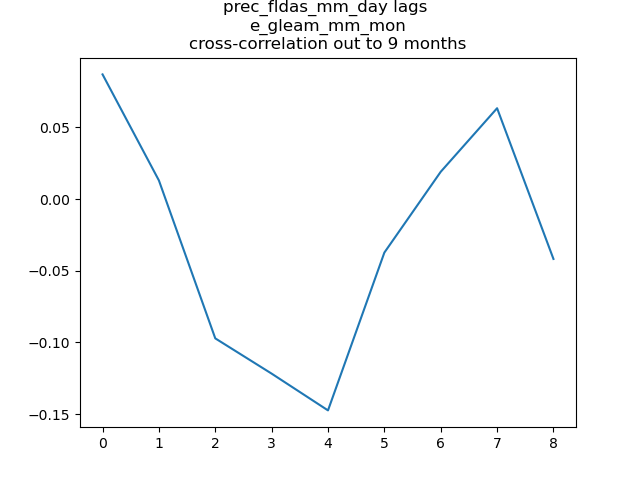 prec_fldas_mm_day lags
e_gleam_mm_mon
cross-correlation out to 9 months
0.05
0.00
−0.05
−0.10
−0.15
0 1 2 3 4 5 6 7 8